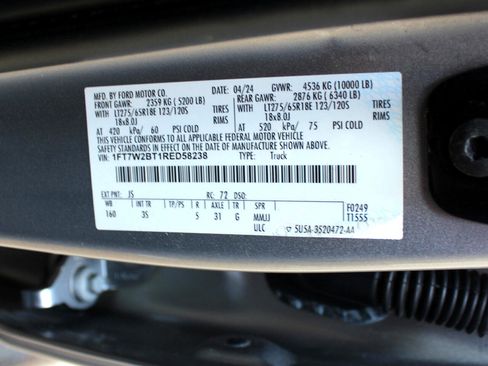 MFD. BY FORD MOTOR CO. 04/24 GVWR: 4536 KG (10000 LB)
FRONT GAWR: 2359 KG (5200 LB) REAR GAWR: 2876 KG (6340 LB)
LT275/65R18E 123/120S TIRES LT275/65R18E 123/120S TIRES
18x8.0J RIMS 18x8.0J RIMS
AT 420 kPa/ 60 PSI COLD AT 520 kPa/ 75 PSI COLD
THIS VEHICLE CONFORMS TO ALL APPLICABLE FEDERAL MOTOR VEHICLE
SAFETY STANDARDS IN EFFECT ON THE DATE OF MANUFACTURE SHOWN ABOVE.
VIN: 1FT7W2BT1RED58238 TYPE: Truck
EXT PNT: JS RC: 72 DSO:
WB INT TR TP/PS R AXLE TR SPR F0249
160 3S 5 31 G MMJJ T1555
ULC 5U5A-3520472-AA